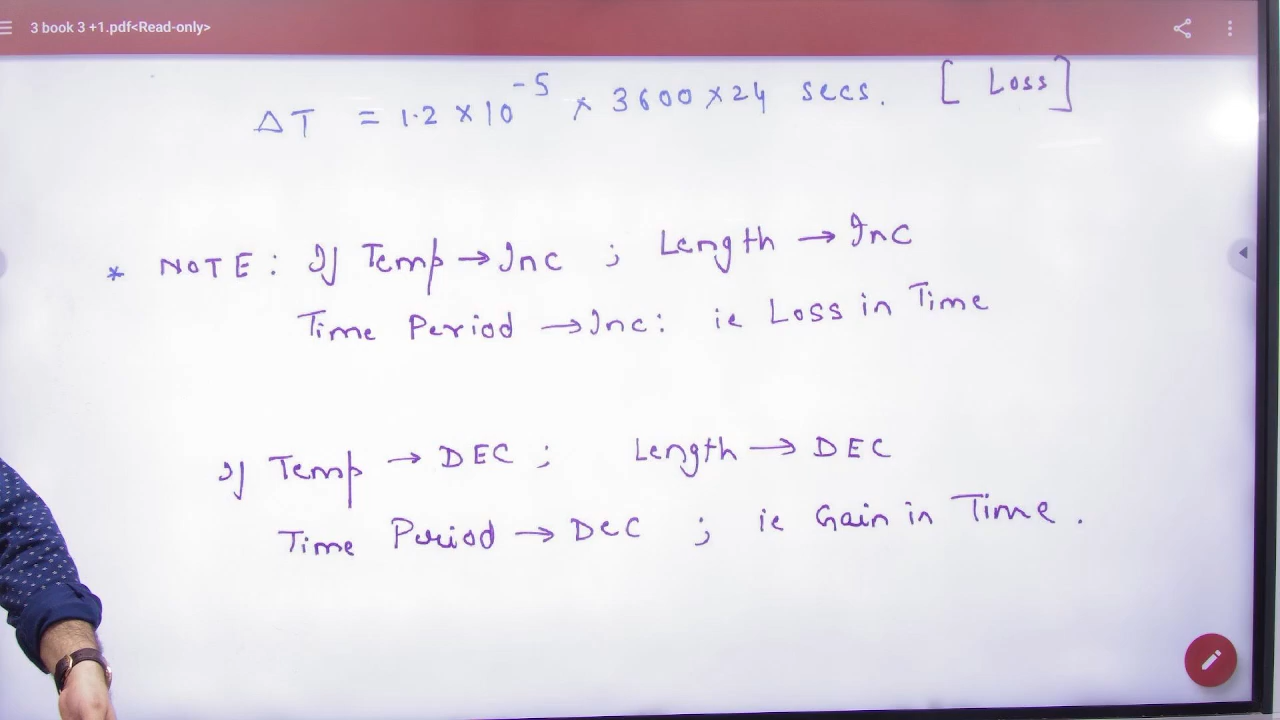 3 book 3 +1.pdf<Read-only>
ΔT = 1.2 × 10⁻⁵ × 3600 × 24 secs. [Loss]
* NOTE: If Temp → Inc ; Length → Inc
Time Period → Inc: ie Loss in Time
If Temp → DEC ; Length → DEC
Time Period → DEC ; ie Gain in Time.